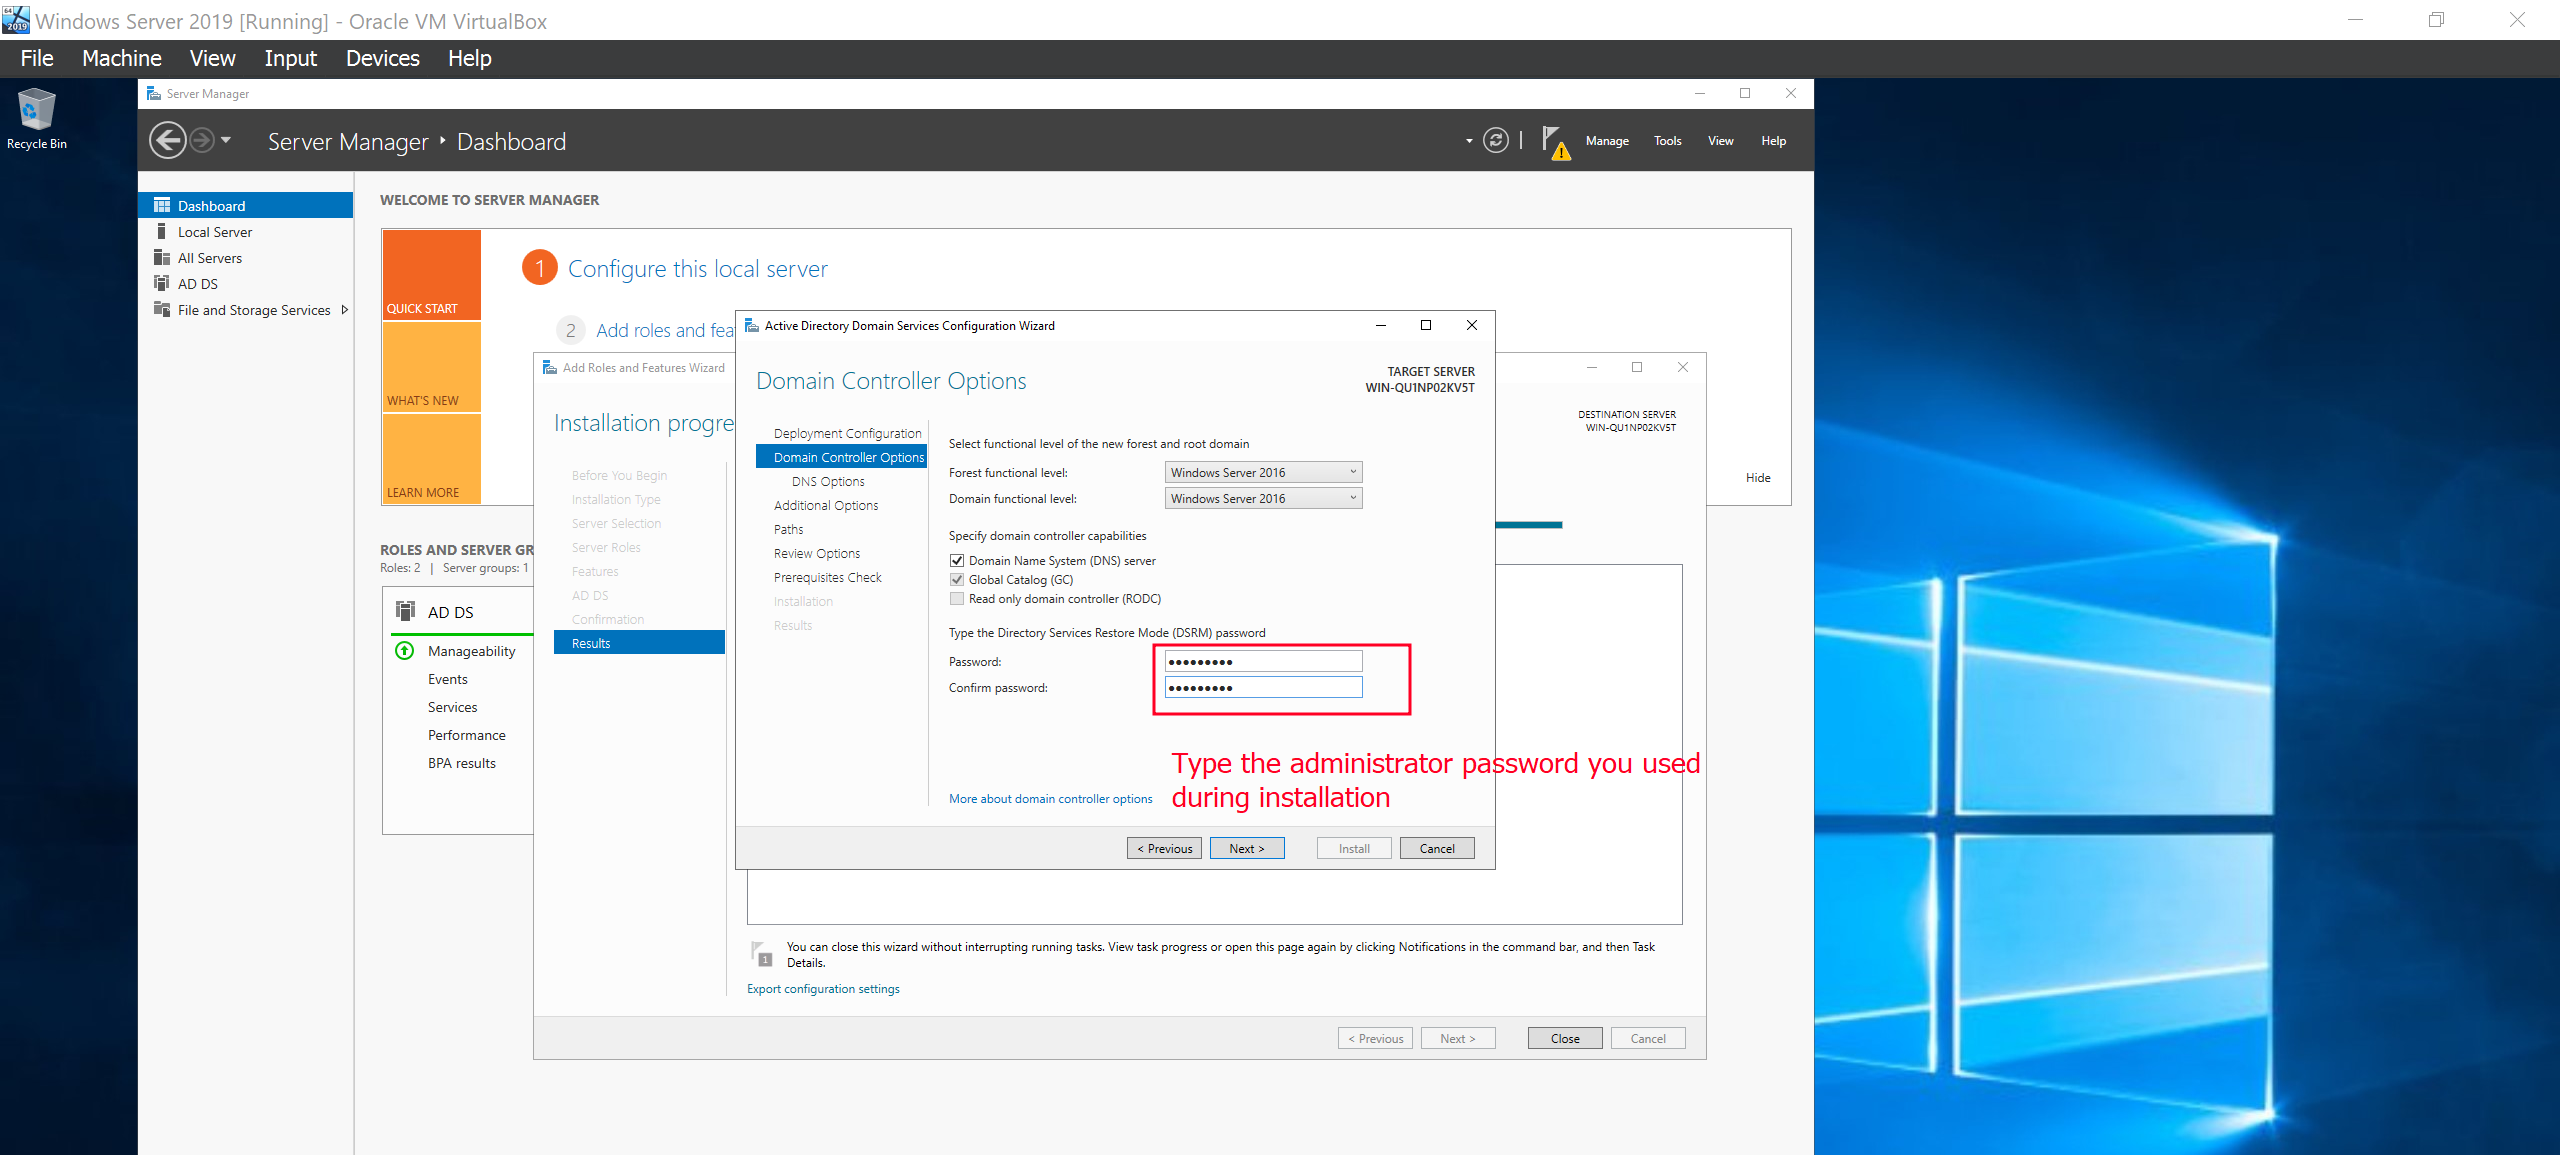 64
2019
Windows Server 2019 [Running] - Oracle VM VirtualBox
File Machine View Input Devices Help
Recycle Bin
Server Manager
Server Manager ‣ Dashboard
Manage Tools View Help
Dashboard
Local Server
All Servers
AD DS
File and Storage Services
WELCOME TO SERVER MANAGER
QUICK START
WHAT'S NEW
LEARN MORE
1 Configure this local server
2 Add roles and fea
Hide
ROLES AND SERVER GR
Roles: 2 | Server groups: 1
AD DS
Manageability
Events
Services
Performance
BPA results
Add Roles and Features Wizard
Installation progre
DESTINATION SERVER
WIN-QU1NP02KV5T
Before You Begin
Installation Type
Server Selection
Server Roles
Features
AD DS
Confirmation
Results
Active Directory Domain Services Configuration Wizard
Domain Controller Options
TARGET SERVER
WIN-QU1NP02KV5T
Deployment Configuration
Domain Controller Options
DNS Options
Additional Options
Paths
Review Options
Prerequisites Check
Installation
Results
Select functional level of the new forest and root domain
Forest functional level: Windows Server 2016
Domain functional level: Windows Server 2016
Specify domain controller capabilities
Domain Name System (DNS) server
Global Catalog (GC)
Read only domain controller (RODC)
Type the Directory Services Restore Mode (DSRM) password
Password: •••••••••
Confirm password: •••••••••
Type the administrator password you used
during installation
More about domain controller options
< Previous Next > Install Cancel
1
You can close this wizard without interrupting running tasks. View task progress or open this page again by clicking Notifications in the command bar, and then Task
Details.
Export configuration settings
< Previous Next > Close Cancel